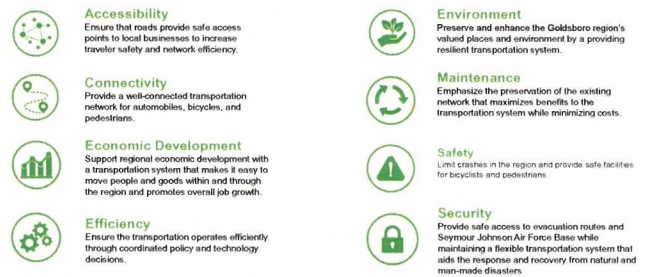 Accessibility
Ensure that roads provide safe access
points to local businesses to increase
traveler safety and network efficiency.
Connectivity
Provide a well-connected transportation
network for automobiles, bicycles, and
pedestrians.
Economic Development
Support regional economic development with
a transportation system that makes it easy to
move people and goods within and through
the region and promotes overall job growth.
Efficiency
Ensure the transportation operates efficiently
through coordinated policy and technology
decisions.
Environment
Preserve and enhance the Goldsboro region's
valued places and environment by a providing
resilient transportation system.
Maintenance
Emphasize the preservation of the existing
network that maximizes benefits to the
transportation system while minimizing costs.
Safety
Limit crashes in the region and provide safe facilities
for bicyclists and pedestrians.
Security
Provide safe access to evacuation routes and
Seymour Johnson Air Force Base while
maintaining a flexible transportation system that
aids the response and recovery from natural and
man-made disasters